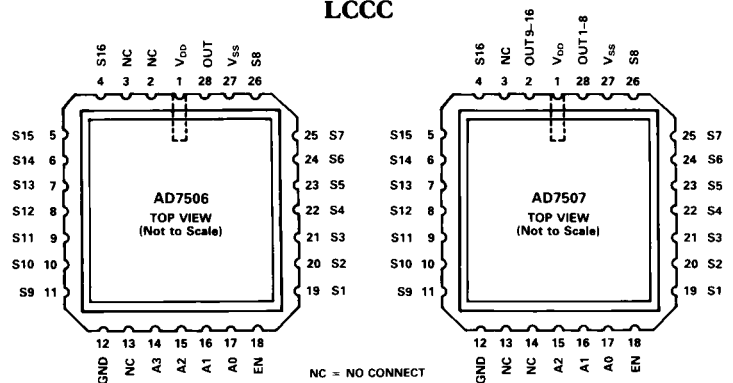 LCCC
S16 NC NC VDD OUT VSS S8
4 3 2 1 28 27 26
S15 5
S14 6
S13 7
S12 8
S11 9
S10 10
S9 11
AD7506
TOP VIEW
(Not to Scale)
25 S7
24 S6
23 S5
22 S4
21 S3
20 S2
19 S1
12 13 14 15 16 17 18
GND NC A3 A2 A1 A0 EN
S16 NC OUT 9–16 VDD OUT 1–8 VSS S8
4 3 2 1 28 27 26
S15 5
S14 6
S13 7
S12 8
S11 9
S10 10
S9 11
AD7507
TOP VIEW
(Not to Scale)
25 S7
24 S6
23 S5
22 S4
21 S3
20 S2
19 S1
12 13 14 15 16 17 18
GND NC NC A2 A1 A0 EN
NC = NO CONNECT